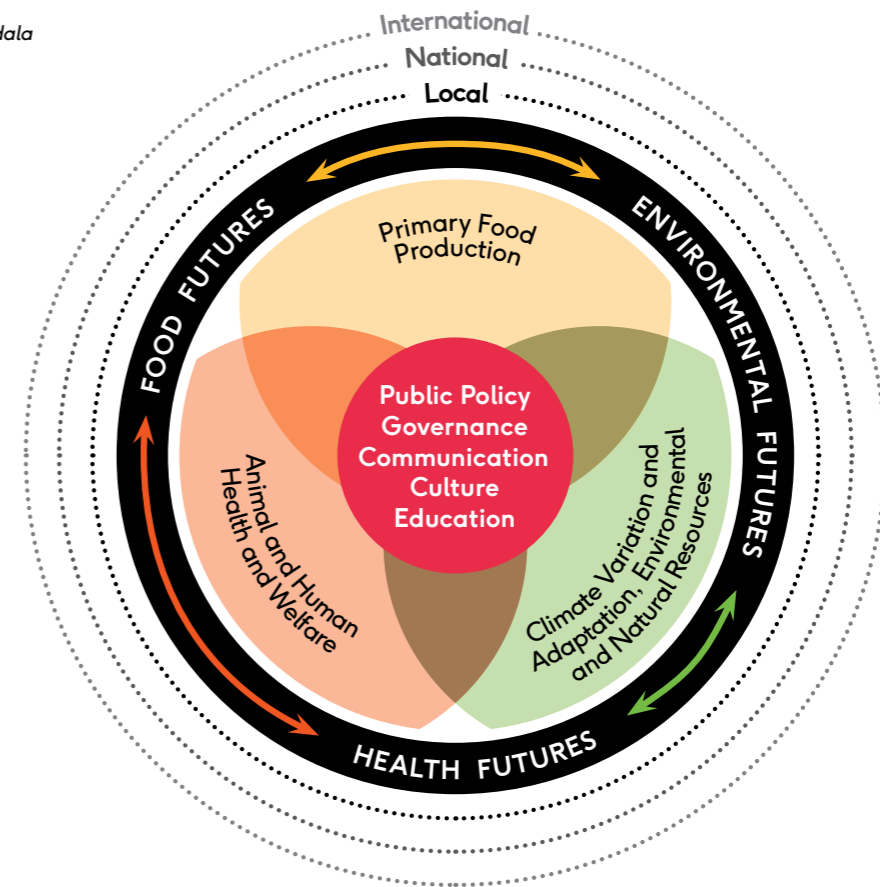 International
National
Local
FOOD FUTURES
ENVIRONMENTAL FUTURES
HEALTH FUTURES
Primary Food
Production
Public Policy
Governance
Communication
Culture
Education
Animal and Human
Health and Welfare
Climate Variation and
Adaptation, Environmental
and Natural Resources